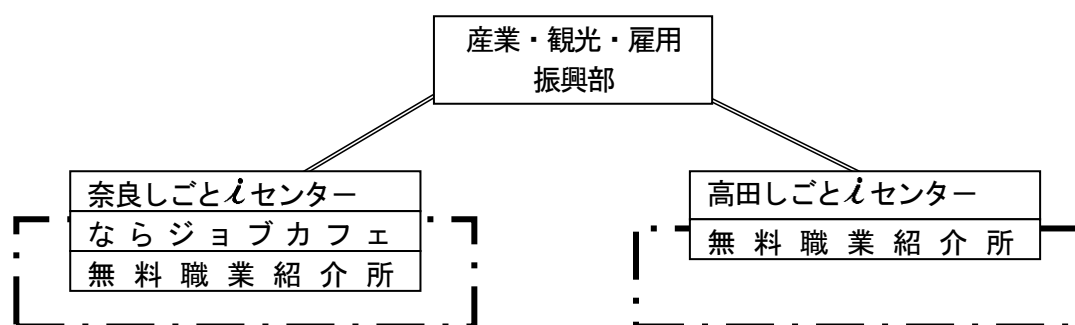 産業・観光・雇用
振興部
奈良しごとiセンター
ならジョブカフェ
無料職業紹介所
高田しごとiセンター
無料職業紹介所